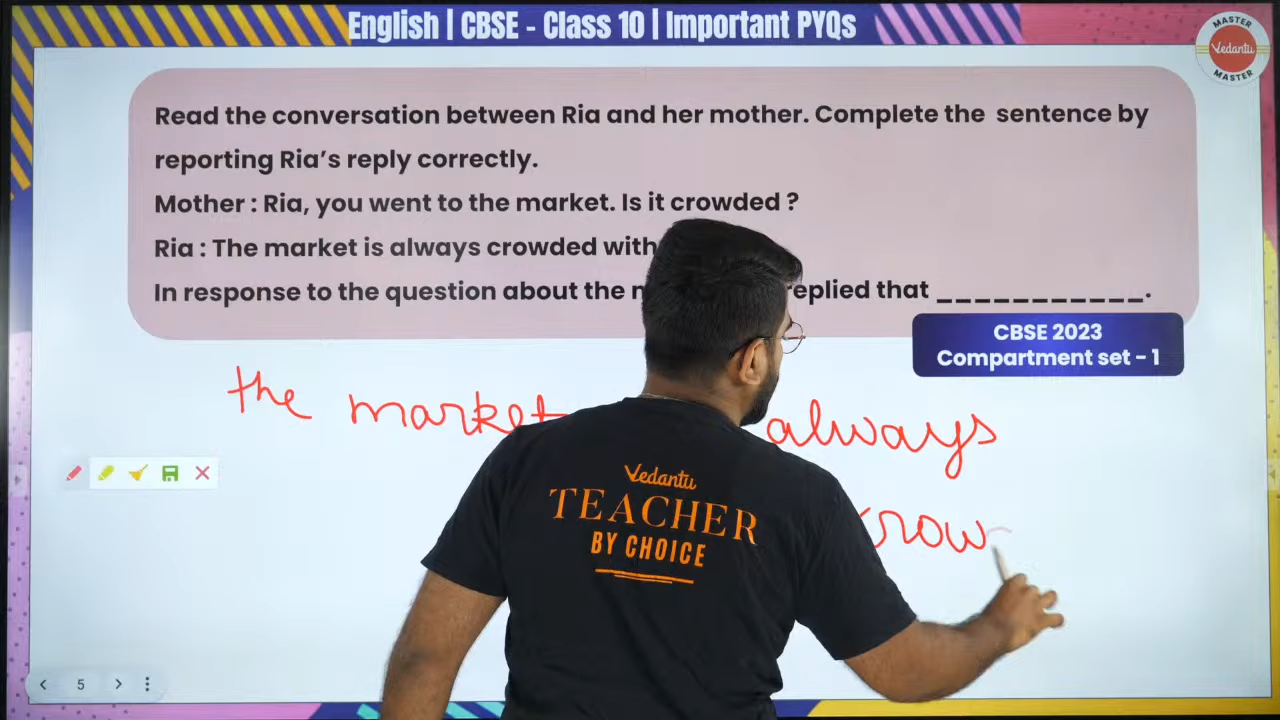 English | CBSE - Class 10 | Important PYQs
MASTER
Vedantu
MASTER
Read the conversation between Ria and her mother. Complete the sentence by
reporting Ria's reply correctly.
Mother : Ria, you went to the market. Is it crowded ?
Ria : The market is always crowded with
In response to the question about the replied that ___________.
CBSE 2023
Compartment set - 1
the market always
crow
Vedantu
TEACHER
BY CHOICE
5